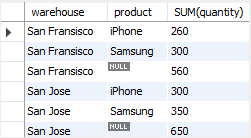 warehouse product SUM(quantity)
San Fransisco iPhone 260
San Fransisco Samsung 300
San Fransisco NULL 560
San Jose iPhone 300
San Jose Samsung 350
San Jose NULL 650